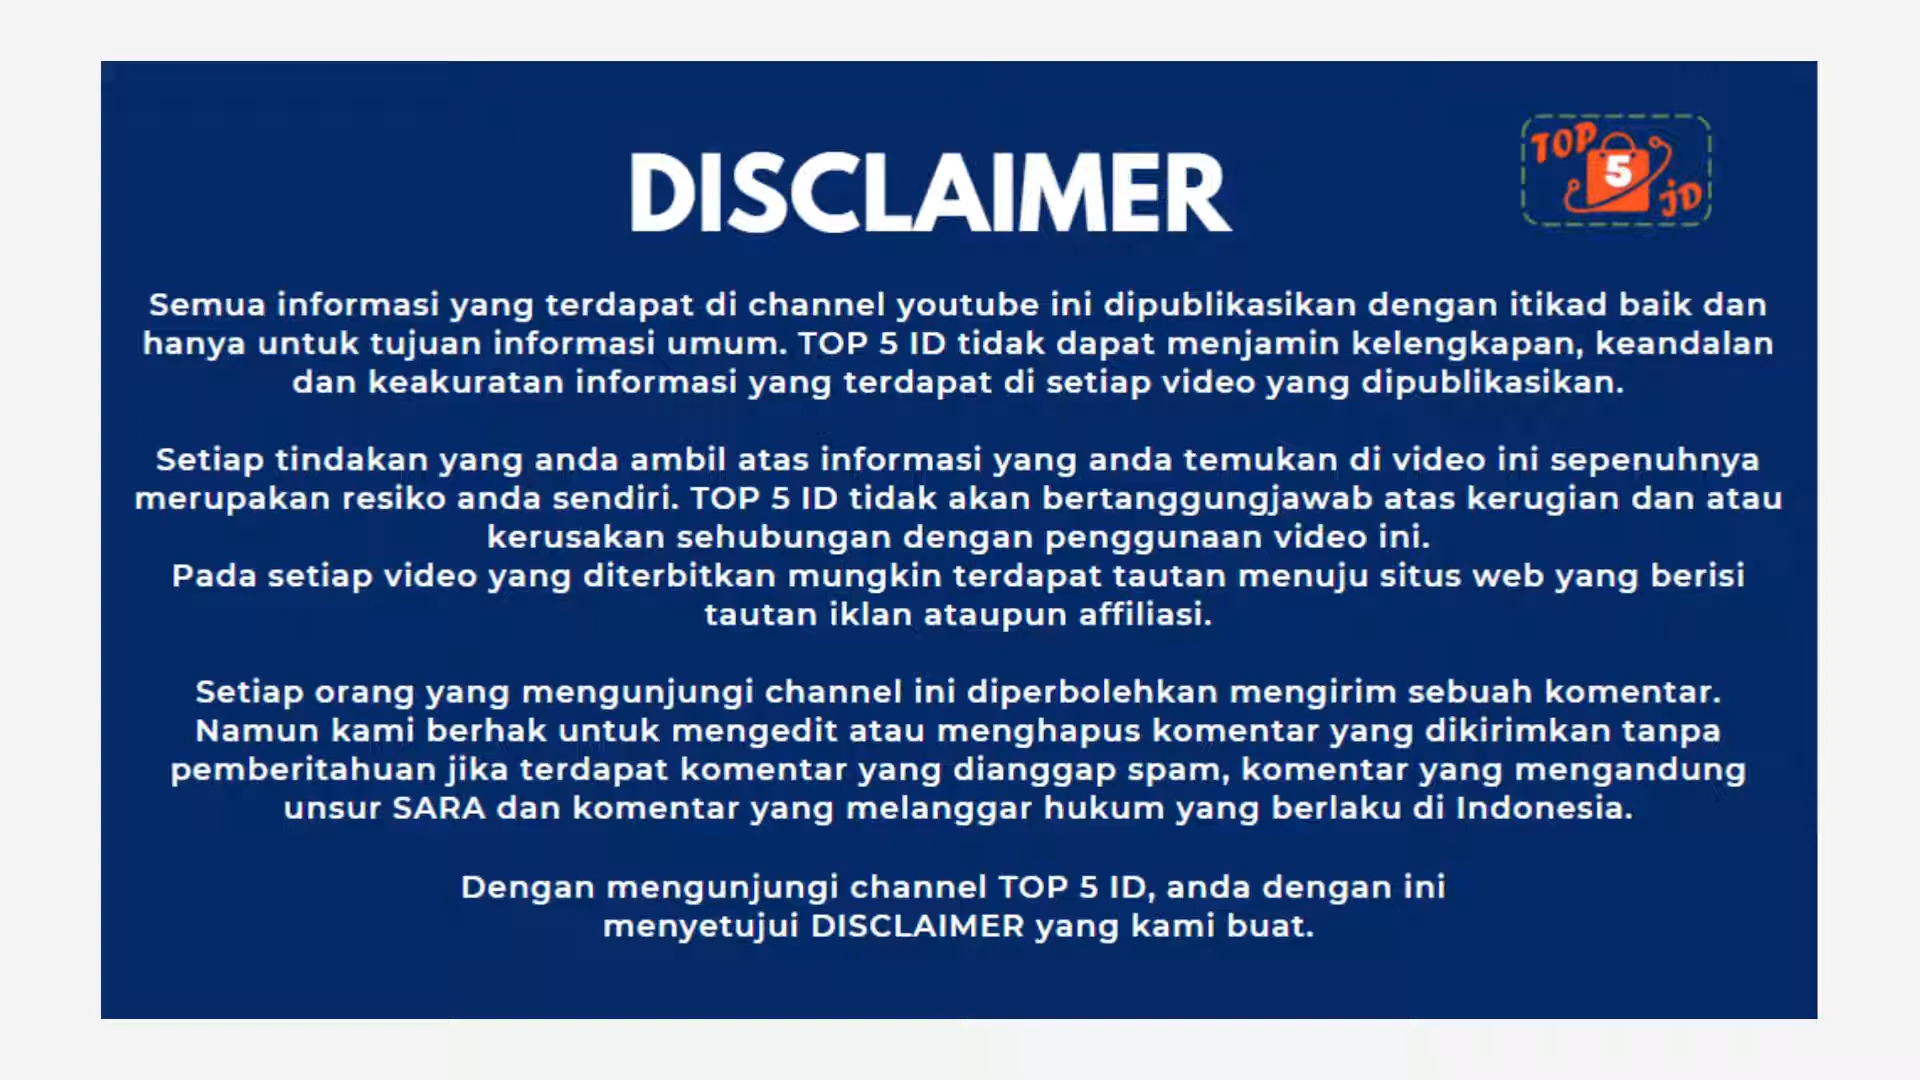 DISCLAIMER
TOP
5
iD
Semua informasi yang terdapat di channel youtube ini dipublikasikan dengan itikad baik dan
hanya untuk tujuan informasi umum. TOP 5 ID tidak dapat menjamin kelengkapan, keandalan
dan keakuratan informasi yang terdapat di setiap video yang dipublikasikan.
Setiap tindakan yang anda ambil atas informasi yang anda temukan di video ini sepenuhnya
merupakan resiko anda sendiri. TOP 5 ID tidak akan bertanggungjawab atas kerugian dan atau
kerusakan sehubungan dengan penggunaan video ini.
Pada setiap video yang diterbitkan mungkin terdapat tautan menuju situs web yang berisi
tautan iklan ataupun affiliasi.
Setiap orang yang mengunjungi channel ini diperbolehkan mengirim sebuah komentar.
Namun kami berhak untuk mengedit atau menghapus komentar yang dikirimkan tanpa
pemberitahuan jika terdapat komentar yang dianggap spam, komentar yang mengandung
unsur SARA dan komentar yang melanggar hukum yang berlaku di Indonesia.
Dengan mengunjungi channel TOP 5 ID, anda dengan ini
menyetujui DISCLAIMER yang kami buat.